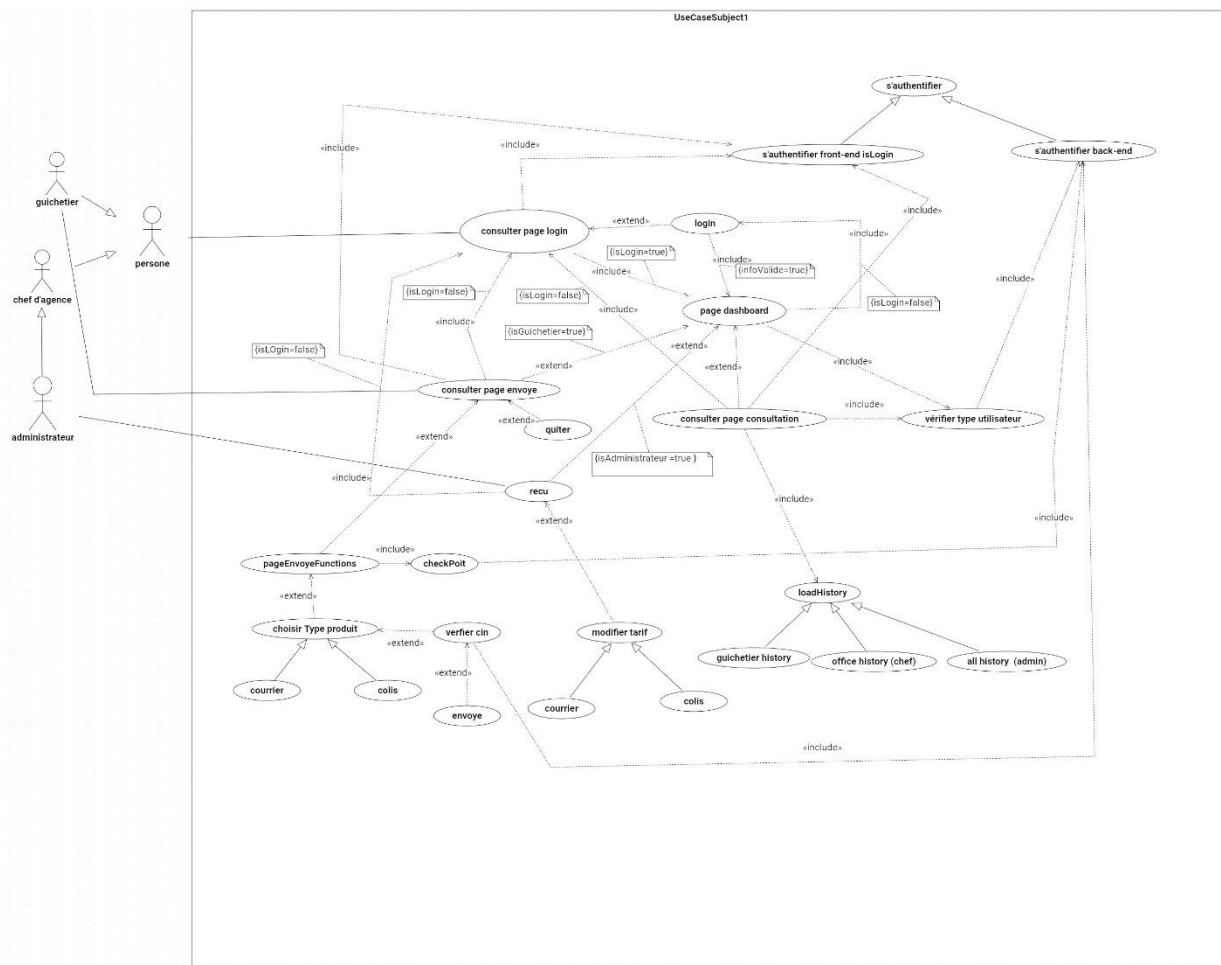 UseCaseSubject1
s'authentifier
«include»
«include»
s'authentifier front-end isLogin
s'authentifier back-end
guichetier
persone
chef d'agence
administrateur
consulter page login
«extend»
login
«include»
«include»
{isLogin=true}
«include»
{infoValide=true}
«include»
«include»
{isLogin=false}
{isLogin=false}
{isLogin=false}
«include»
page dashboard
«include»
«include»
{isGuichetier=true}
{isLOgin=false}
«extend»
«extend»
«extend»
«include»
consulter page envoye
«extend»
quiter
consulter page consultation
«include»
vérifier type utilisateur
«extend»
{isAdministrateur =true }
«include»
recu
«include»
«extend»
«include»
«include»
pageEnvoyeFunctions
checkPoit
loadHistory
«extend»
choisir Type produit
«extend»
verfier cin
modifier tarif
guichetier history
office history (chef)
all history (admin)
«extend»
courrier
colis
envoye
courrier
colis
«include»